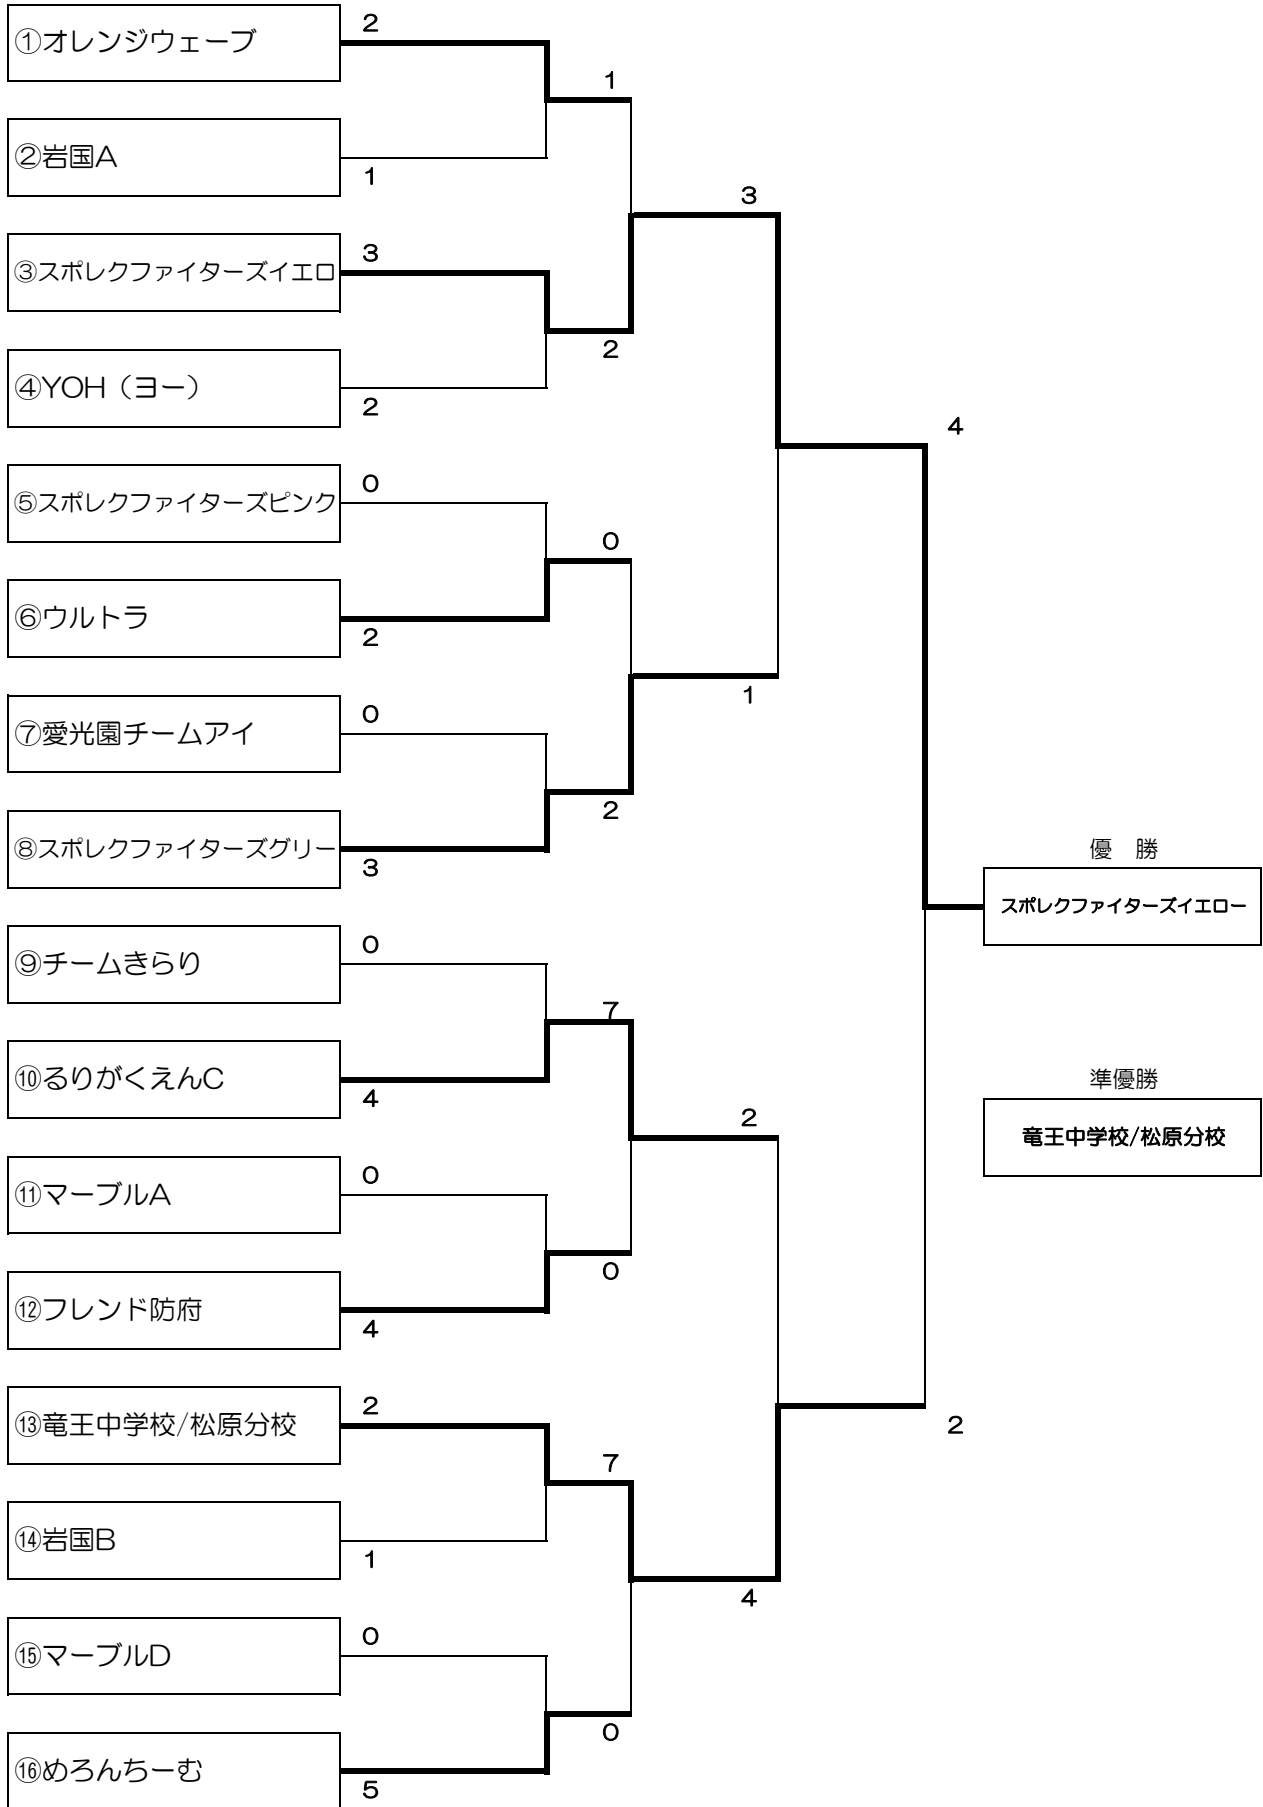 2
①オレンジウェーブ
1
②岩国A
1
3
3
③スポレクファイターズイエロ
2
④YOH（ヨー）
2
4
0
⑤スポレクファイターズピンク
0
⑥ウルトラ
2
1
0
⑦愛光園チームアイ
2
⑧スポレクファイターズグリー
3
優　勝
スポレクファイターズイエロー
0
⑨チームきらり
7
⑩るりがくえんC
4
準優勝
2
竜王中学校/松原分校
0
⑪マーブルA
0
⑫フレンド防府
4
2
⑬竜王中学校/松原分校
2
7
⑭岩国B
1
4
0
⑮マーブルD
0
⑯めろんちーむ
5